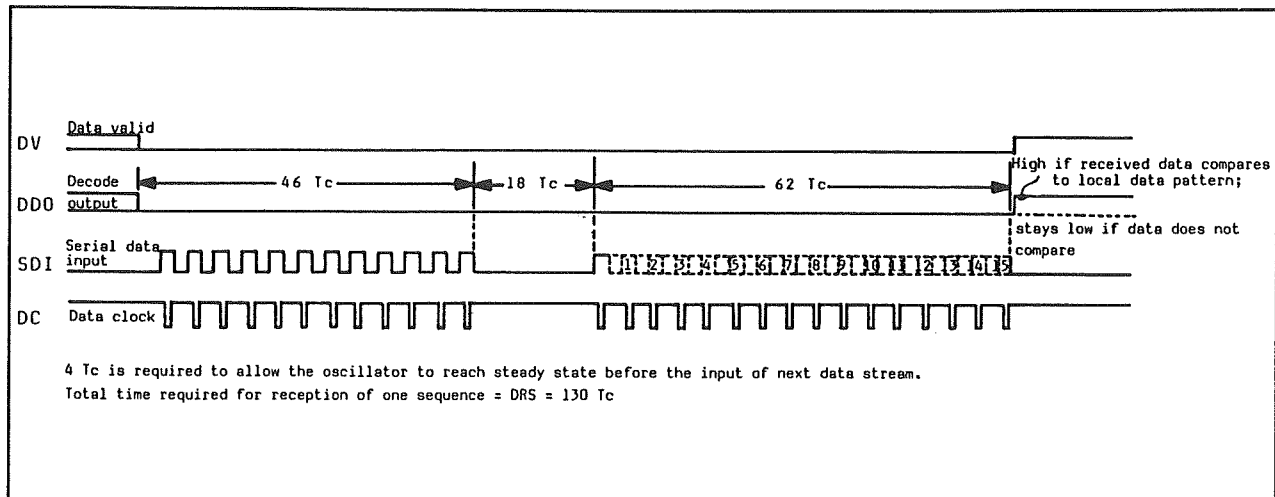 Data valid
DV
High if received data compares
to local data pattern;
Decode
output
DDO
46 Tc
18 Tc
62 Tc
stays low if data does not
compare
Serial data
input
SDI
1 2 3 4 5 6 7 8 9 10 11 12 13 14 15
DC Data clock
4 Tc is required to allow the oscillator to reach steady state before the input of next data stream.
Total time required for reception of one sequence = DRS = 130 Tc